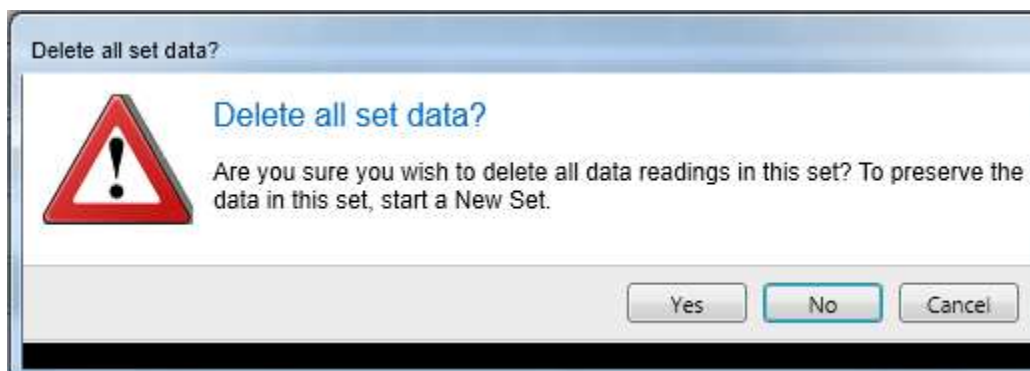 Delete all set data?
Delete all set data?
Are you sure you wish to delete all data readings in this set? To preserve the
data in this set, start a New Set.
Yes No Cancel